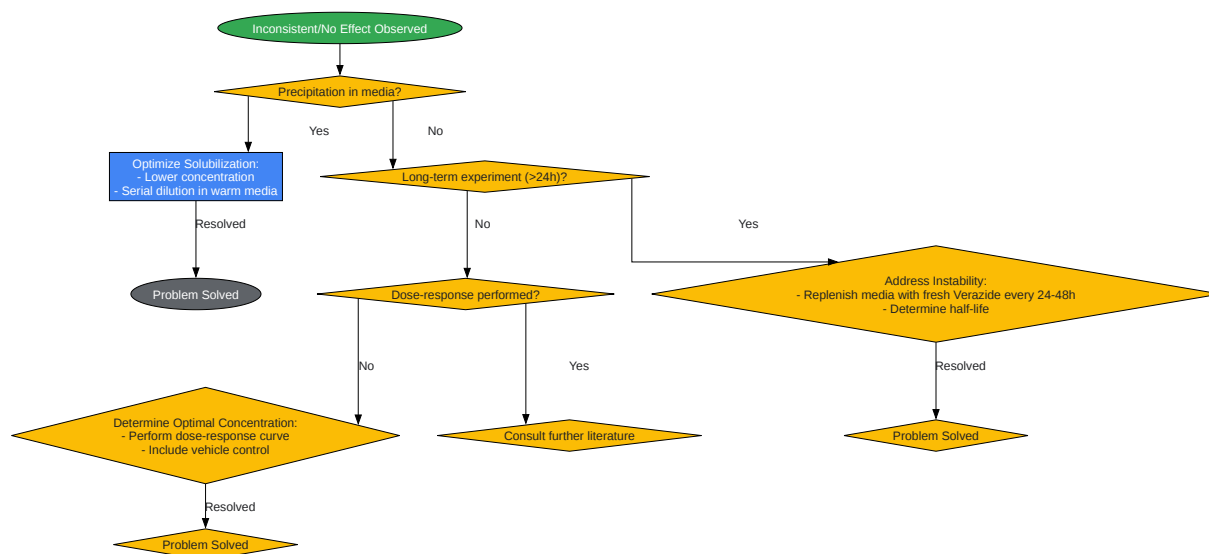 Inconsistent/No Effect Observed
Precipitation in media?
Yes
No
Optimize Solubilization:
- Lower concentration
- Serial dilution in warm media
Long-term experiment (>24h)?
Resolved
No
Yes
Problem Solved
Dose-response performed?
Address Instability:
- Replenish media with fresh Verazide every 24-48h
- Determine half-life
No
Yes
Resolved
Determine Optimal Concentration:
- Perform dose-response curve
- Include vehicle control
Consult further literature
Problem Solved
Resolved
Problem Solved